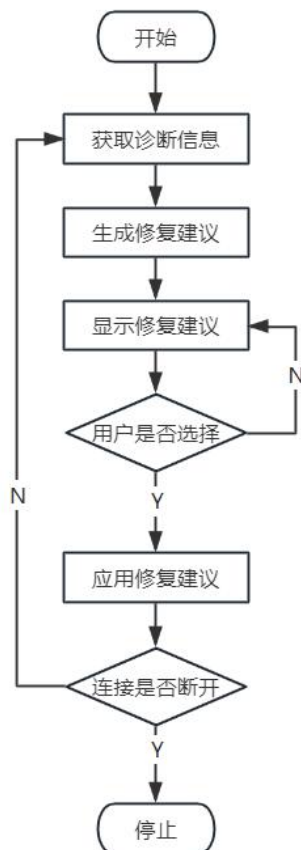 开始
获取诊断信息
生成修复建议
显示修复建议
N
用户是否选择
N
Y
应用修复建议
连接是否断开
Y
停止